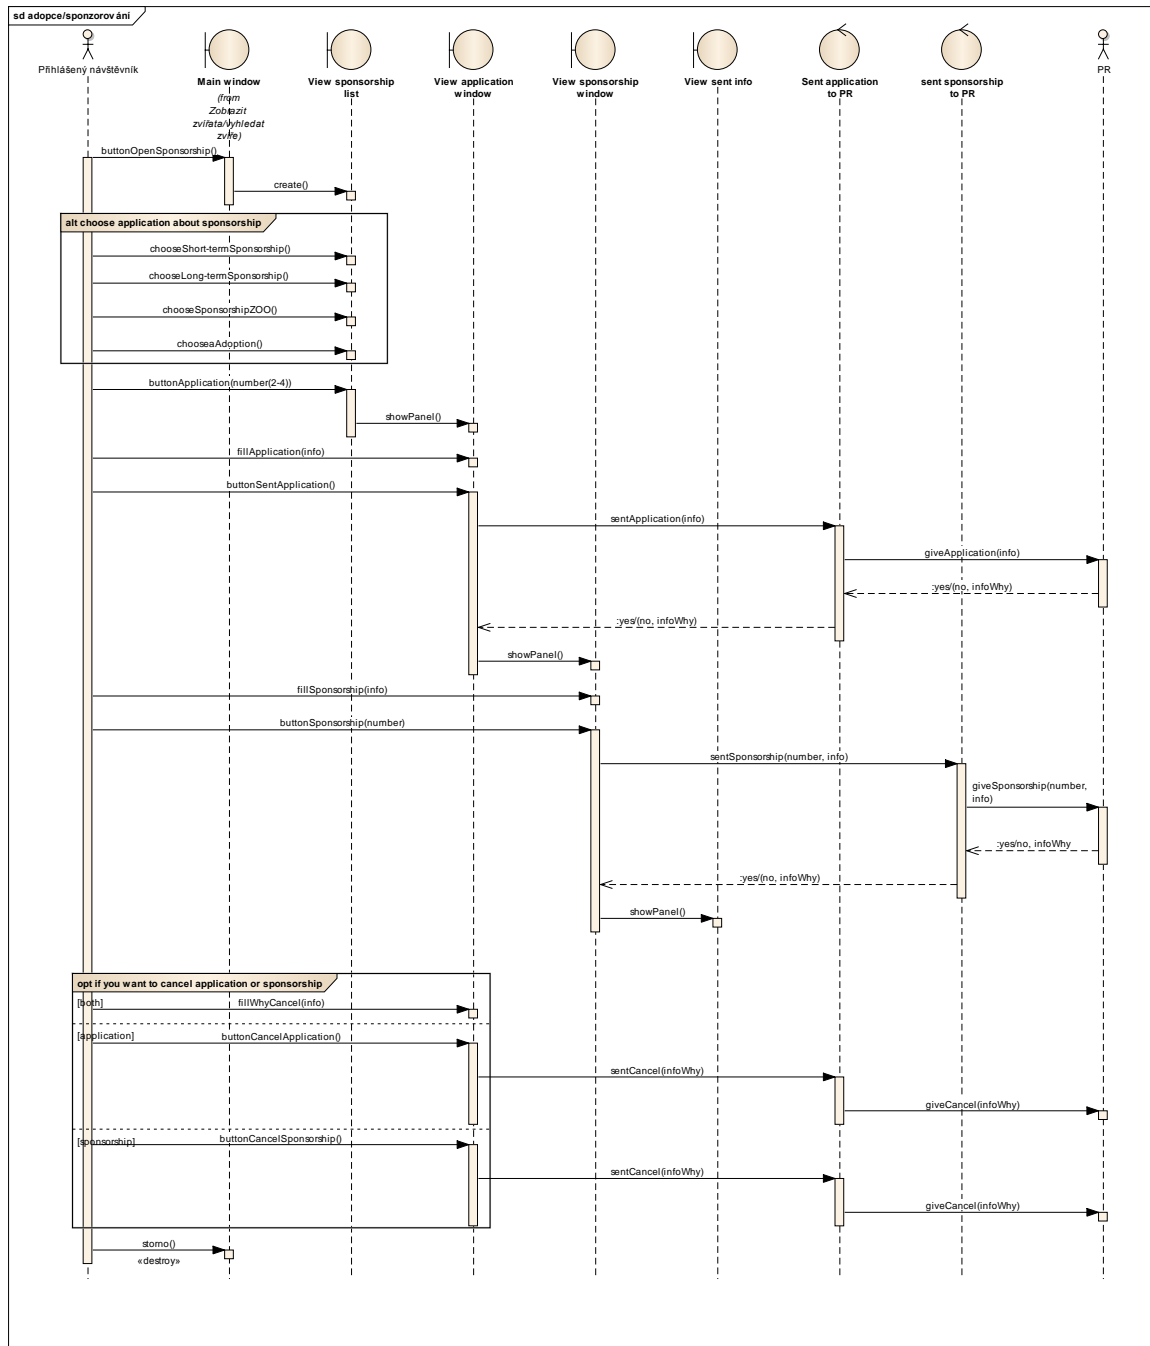 sd adopce/sponzorování
Přihlášený návštěvník
Main window
(from
Zobrazit
zvířata/vyhledat
zvíře)
View sponsorship
list
View application
window
View sponsorship
window
View sent info
Sent application
to PR
sent sponsorship
to PR
PR
buttonOpenSponsorship()
create()
alt choose application about sponsorship
chooseShort-termSponsorship()
chooseLong-termSponsorship()
chooseSponsorshipZOO()
chooseaAdoption()
buttonApplication(number(2-4))
showPanel()
fillApplication(info)
buttonSentApplication()
sentApplication(info)
giveApplication(info)
:yes/(no, infoWhy)
:yes/(no, infoWhy)
showPanel()
fillSponsorship(info)
buttonSponsorship(number)
sentSponsorship(number, info)
giveSponsorship(number,
info)
:yes/no, infoWhy
:yes/(no, infoWhy)
showPanel()
opt if you want to cancel application or sponsorship
[both]
fillWhyCancel(info)
[application]
buttonCancelApplication()
sentCancel(infoWhy)
giveCancel(infoWhy)
[sponsorship]
buttonCancelSponsorship()
sentCancel(infoWhy)
giveCancel(infoWhy)
storno()
«destroy»